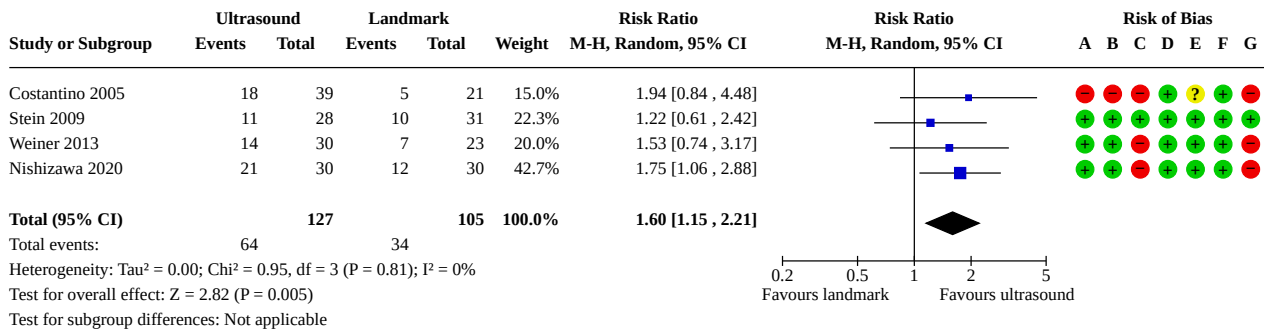 Ultrasound Landmark Risk Ratio Risk Ratio Risk of Bias
Study or Subgroup Events Total Events Total Weight M-H, Random, 95% CI M-H, Random, 95% CI A B C D E F G
Costantino 2005 18 39 5 21 15.0% 1.94 [0.84 , 4.48] − − − + ? + −
Stein 2009 11 28 10 31 22.3% 1.22 [0.61 , 2.42] + + + + + + +
Weiner 2013 14 30 7 23 20.0% 1.53 [0.74 , 3.17] + + − + + + −
Nishizawa 2020 21 30 12 30 42.7% 1.75 [1.06 , 2.88] + + − + + + −
Total (95% CI) 127 105 100.0% 1.60 [1.15 , 2.21]
Total events: 64 34
Heterogeneity: Tau² = 0.00; Chi² = 0.95, df = 3 (P = 0.81); I² = 0%
0.2 0.5 1 2 5
Test for overall effect: Z = 2.82 (P = 0.005) Favours landmark Favours ultrasound
Test for subgroup differences: Not applicable